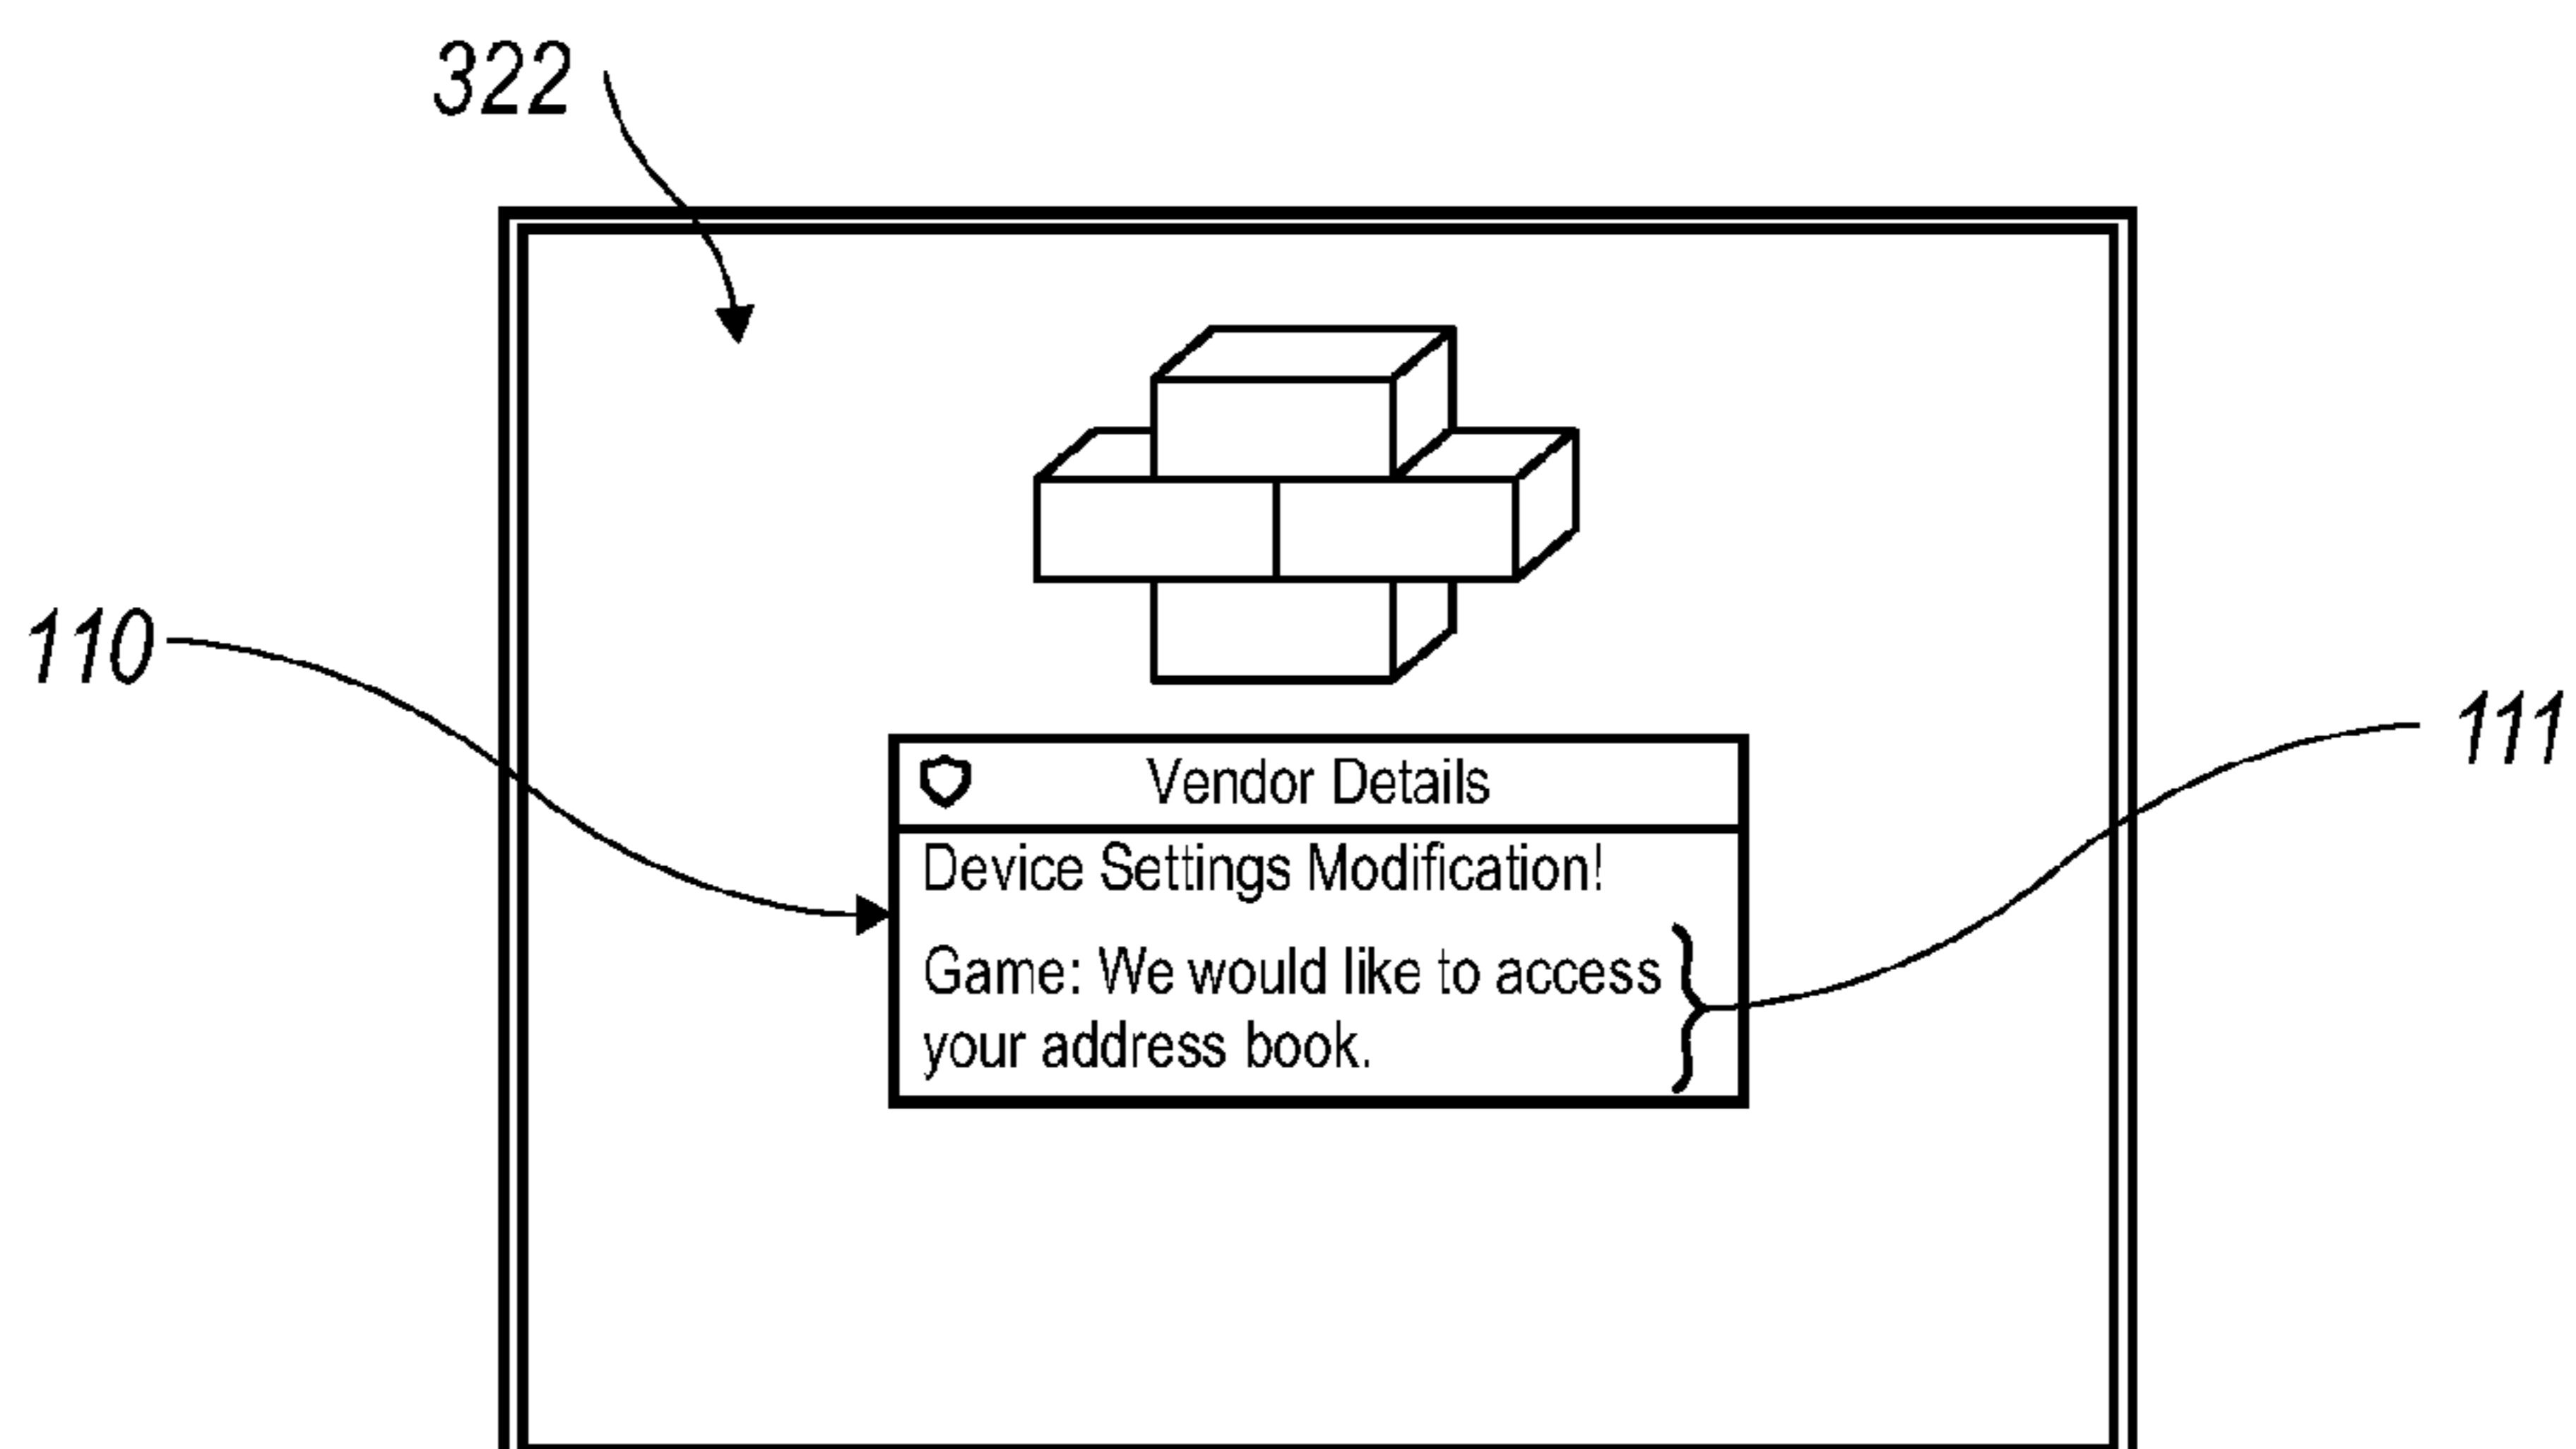 322
110
111
Vendor Details
Device Settings Modification!
Game: We would like to access
your address book.